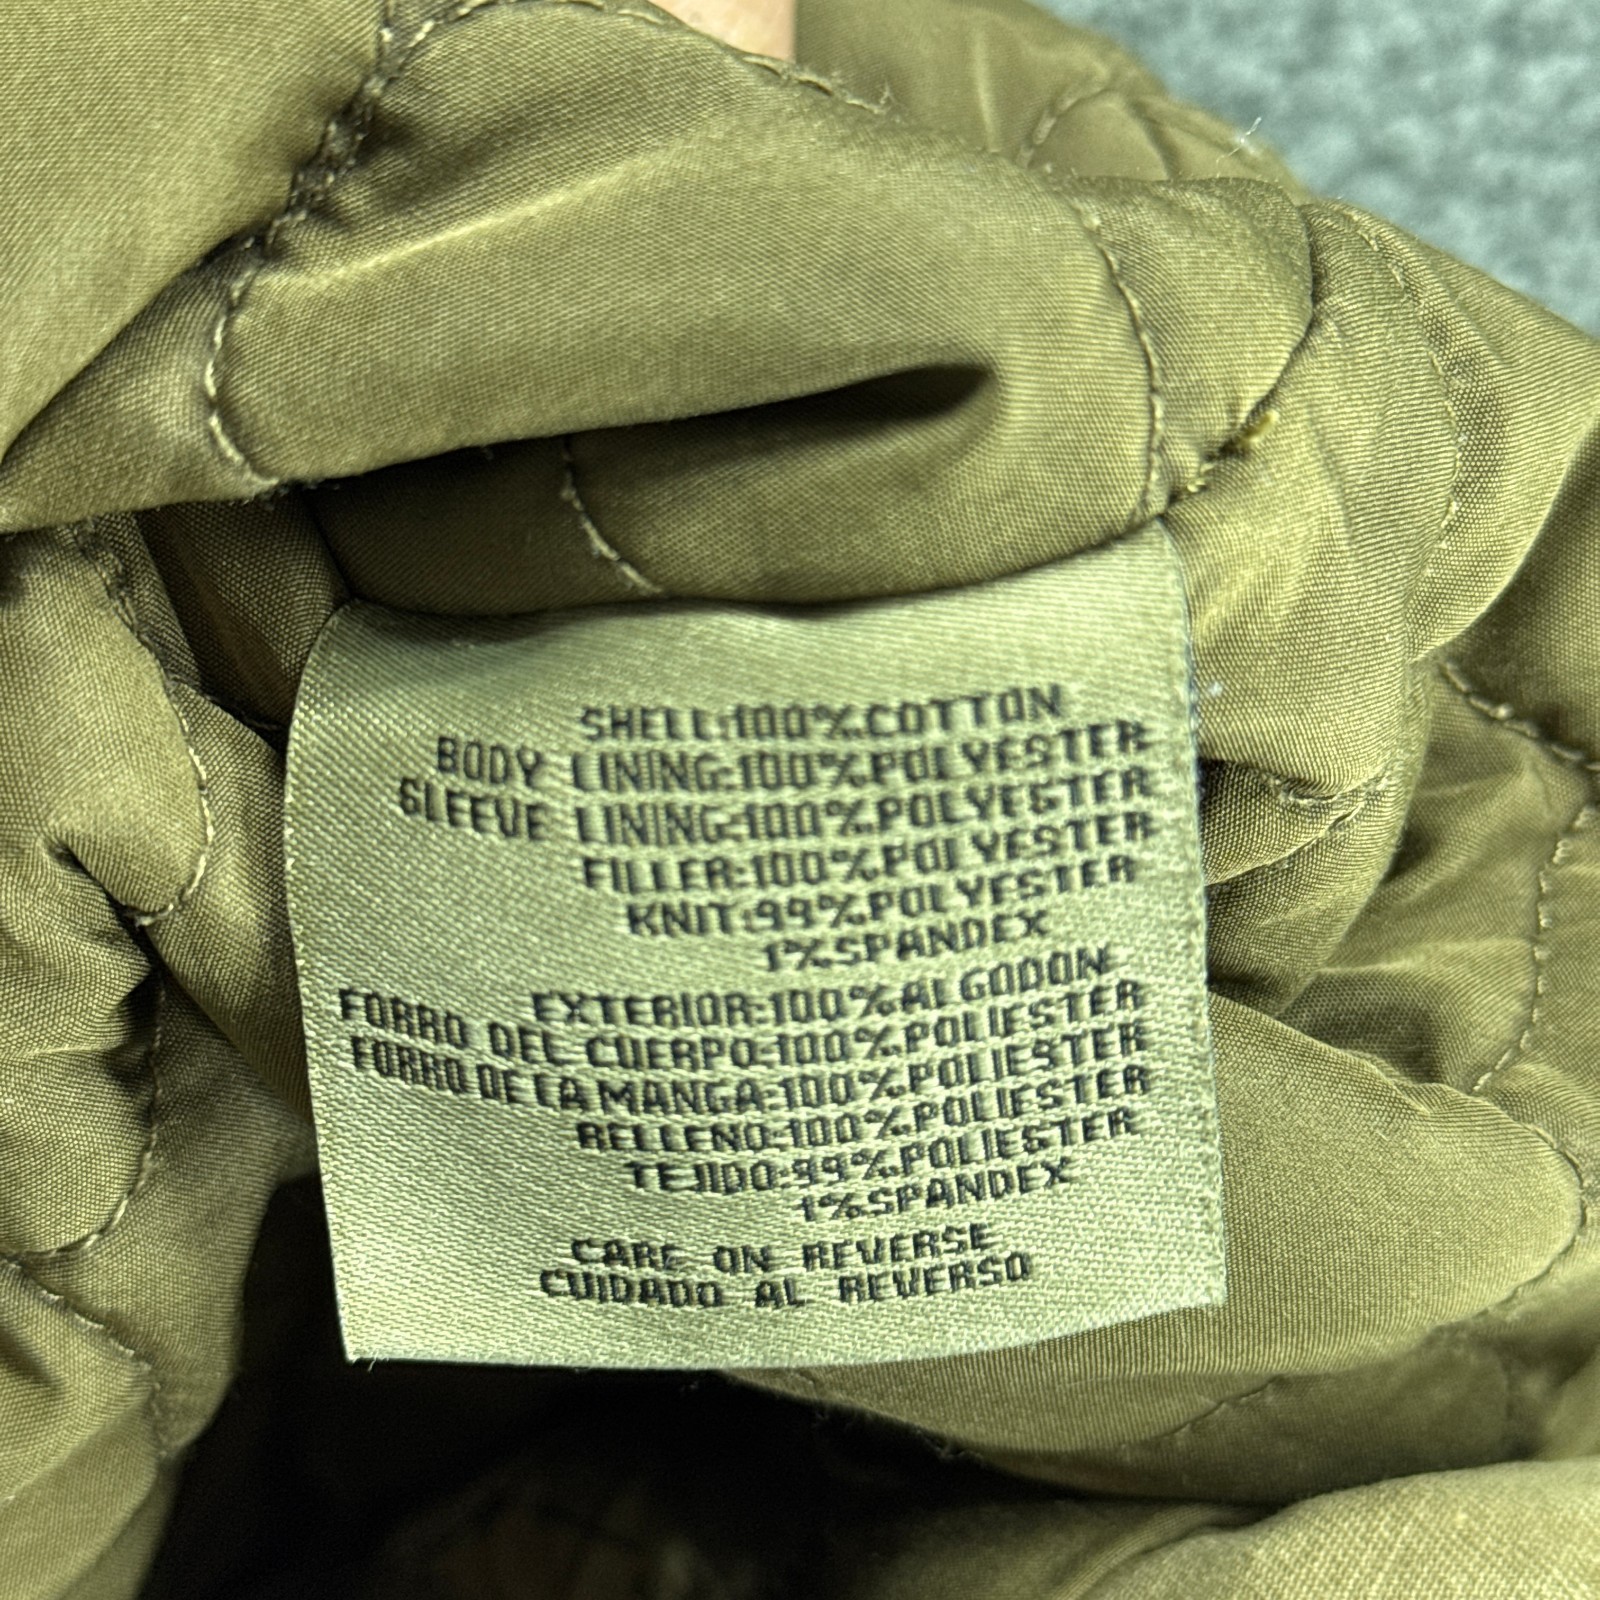 SHELL:100%COTTON
BODY LINING:100%POLYESTER
SLEEVE LINING:100%POLYESTER
FILLER:100%POLYESTER
KNIT:99%POLYESTER
1%SPANDEX
EXTERIOR:100%ALGODON
FORRO DEL CUERPO:100%POLIESTER
FORRO DE LA MANGA:100%POLIESTER
RELLENO:100%POLIESTER
TEJIDO:99%POLIESTER
1%SPANDEX
CARE ON REVERSE
CUIDADO AL REVERSO